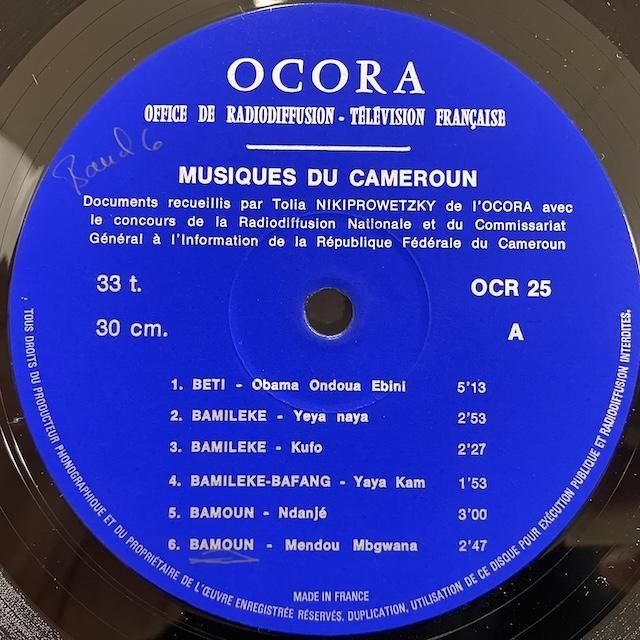 OCORA
OFFICE DE RADIODIFFUSION - TÉLÉVISION FRANÇAISE
Band 6
MUSIQUES DU CAMEROUN
Documents recueillis par Tolia NIKIPROWETZKY de l'OCORA avec
le concours de la Radiodiffusion Nationale et du Commissariat
Général à l'Information de la République Fédérale du Cameroun
33 t.
OCR 25
30 cm.
A
1. BETI - Obama Ondoua Ebini 5'13
2. BAMILEKE - Yeya naya 2'53
3. BAMILEKE - Kufo 2'27
4. BAMILEKE-BAFANG - Yaya Kam 1'53
5. BAMOUN - Ndanjé 3'00
6. BAMOUN - Mendou Mbgwana 2'47
MADE IN FRANCE
TOUS DROITS DU PRODUCTEUR PHONOGRAPHIQUE ET DU PROPRIÉTAIRE DE L'ŒUVRE ENREGISTRÉE RÉSERVÉS. DUPLICATION, UTILISATION DE CE DISQUE POUR EXÉCUTION PUBLIQUE ET RADIODIFFUSION INTERDITES.